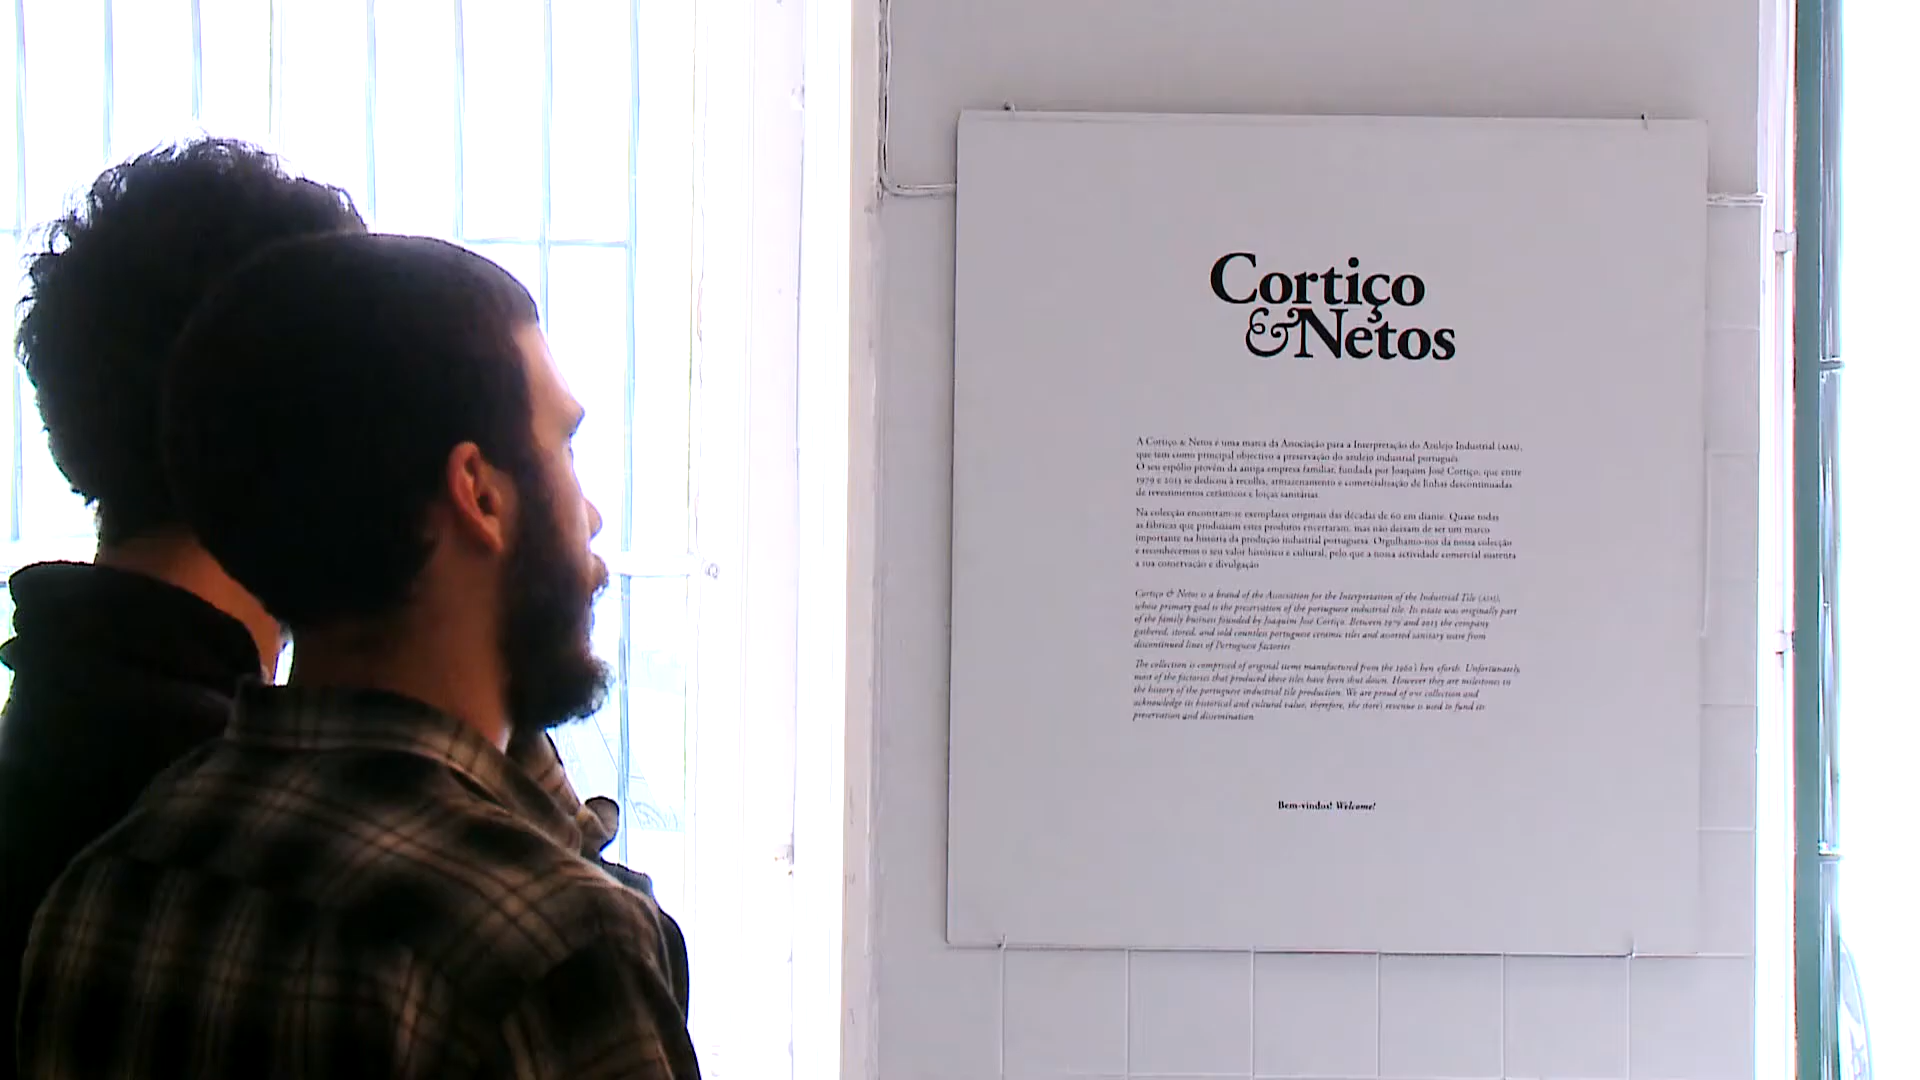 Cortiço
&Netos
A Cortiço & Netos é uma marca da Associação para a Interpretação do Azulejo Industrial (AIAI),
que tem como principal objectivo a preservação do azulejo industrial português.
O seu espólio provém da antiga empresa familiar, fundada por Joaquim José Cortiço, que entre
1979 e 2013 se dedicou à recolha, armazenamento e comercialização de linhas descontinuadas
de revestimentos cerâmicos e loiças sanitárias.
Na colecção encontram-se exemplares originais das décadas de 60 em diante. Quase todas
as fábricas que produziam estes produtos encerraram, mas não deixam de ser um marco
importante na história da produção industrial portuguesa. Orgulhamo-nos da nossa colecção
e reconhecemos o seu valor histórico e cultural, pelo que a nossa actividade comercial sustenta
a sua conservação e divulgação
Cortiço & Netos is a brand of the Association for the Interpretation of the Industrial Tile (AIAI),
whose primary goal is the preservation of the portuguese industrial tile. Its estate was originally part
of the family business founded by Joaquim José Cortiço. Between 1979 and 2013 the company
gathered, stored, and sold countless portuguese ceramic tiles and assorted sanitary ware from
discontinued lines of Portuguese factories
The collection is comprised of original items manufactured from the 1960's hen eforth. Unfortunately,
most of the factories that produced these tiles have been shut down. However they are milestones in
the history of the portuguese industrial tile production. We are proud of our collection and
acknowledge its historical and cultural value, therefore, the store's revenue is used to fund its
preservation and dissemination
Bem-vindos! Welcome!